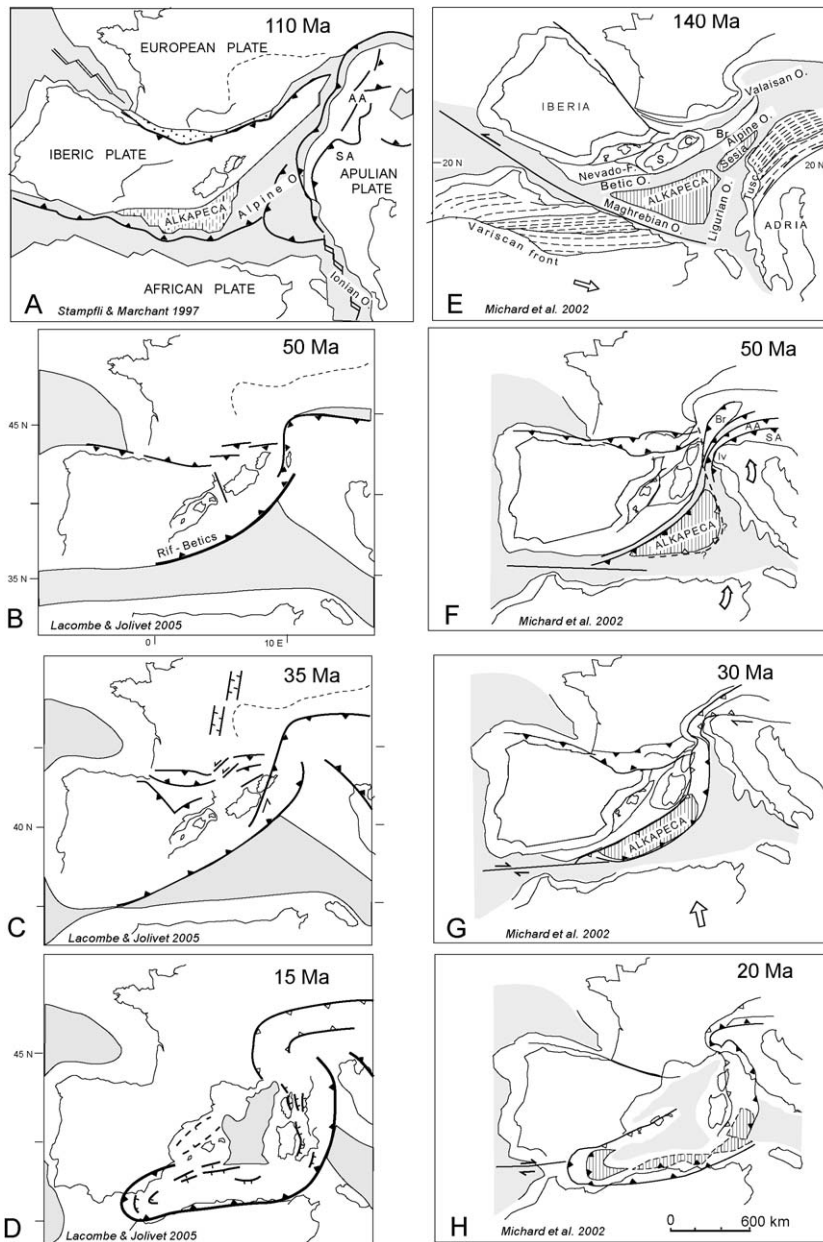 110 Ma
EUROPEAN PLATE
AA
IBERIC PLATE
SA
APULIAN PLATE
ALKAPECA
Alpine O.
Ionian O.
AFRICAN PLATE
A
Stampfli & Marchant 1997
50 Ma
45 N
Rif - Betics
35 N
B
Lacombe & Jolivet 2005
0
10 E
35 Ma
40 N
C
Lacombe & Jolivet 2005
15 Ma
45 N
D
Lacombe & Jolivet 2005
140 Ma
Valaisan O.
IBERIA
Br
Alpine O.
C
S
P
Sesia
20 N
Nevado-F.
Betic O.
ALKAPECA
Tusc.
20 N
Maghrebian O.
Ligurian O.
ADRIA
Variscan front
E
Michard et al. 2002
50 Ma
Br
AA
SA
Iv
ALKAPECA
F
Michard et al. 2002
30 Ma
ALKAPECA
G
Michard et al. 2002
20 Ma
H
Michard et al. 2002
0 600 km